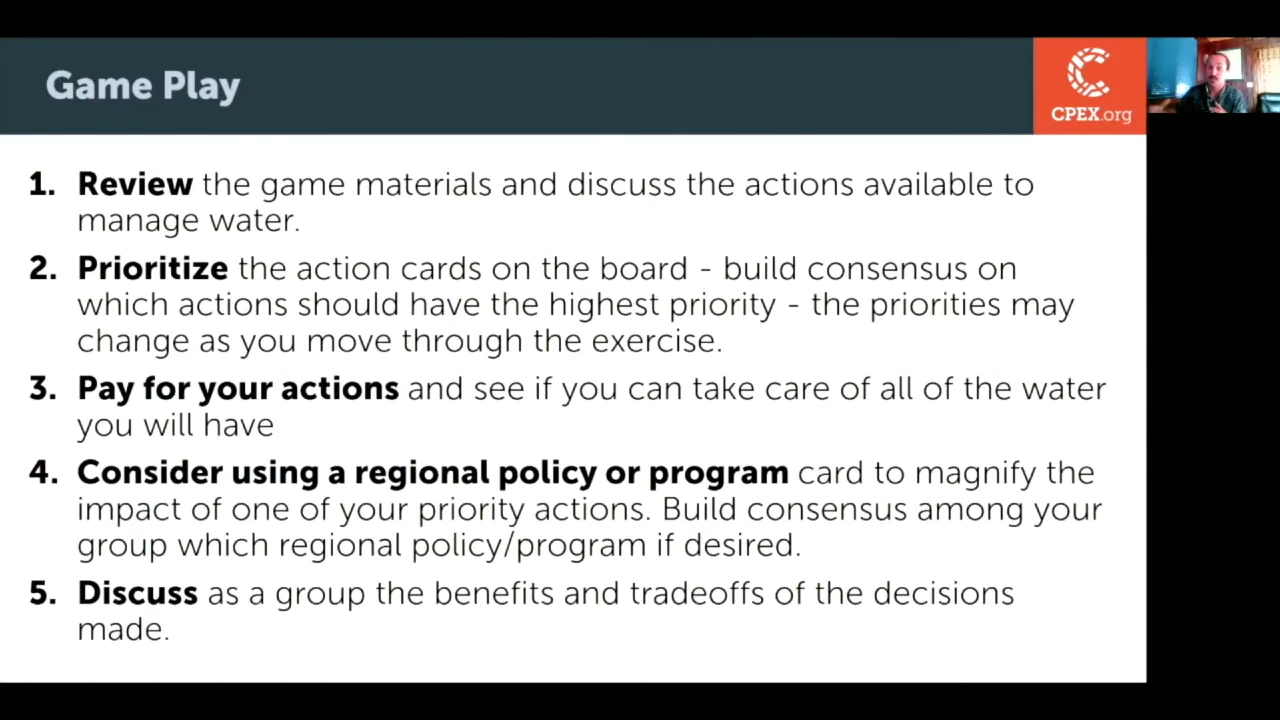 Game Play
CPEX.org
1. Review the game materials and discuss the actions available to
manage water.
2. Prioritize the action cards on the board - build consensus on
which actions should have the highest priority - the priorities may
change as you move through the exercise.
3. Pay for your actions and see if you can take care of all of the water
you will have
4. Consider using a regional policy or program card to magnify the
impact of one of your priority actions. Build consensus among your
group which regional policy/program if desired.
5. Discuss as a group the benefits and tradeoffs of the decisions
made.